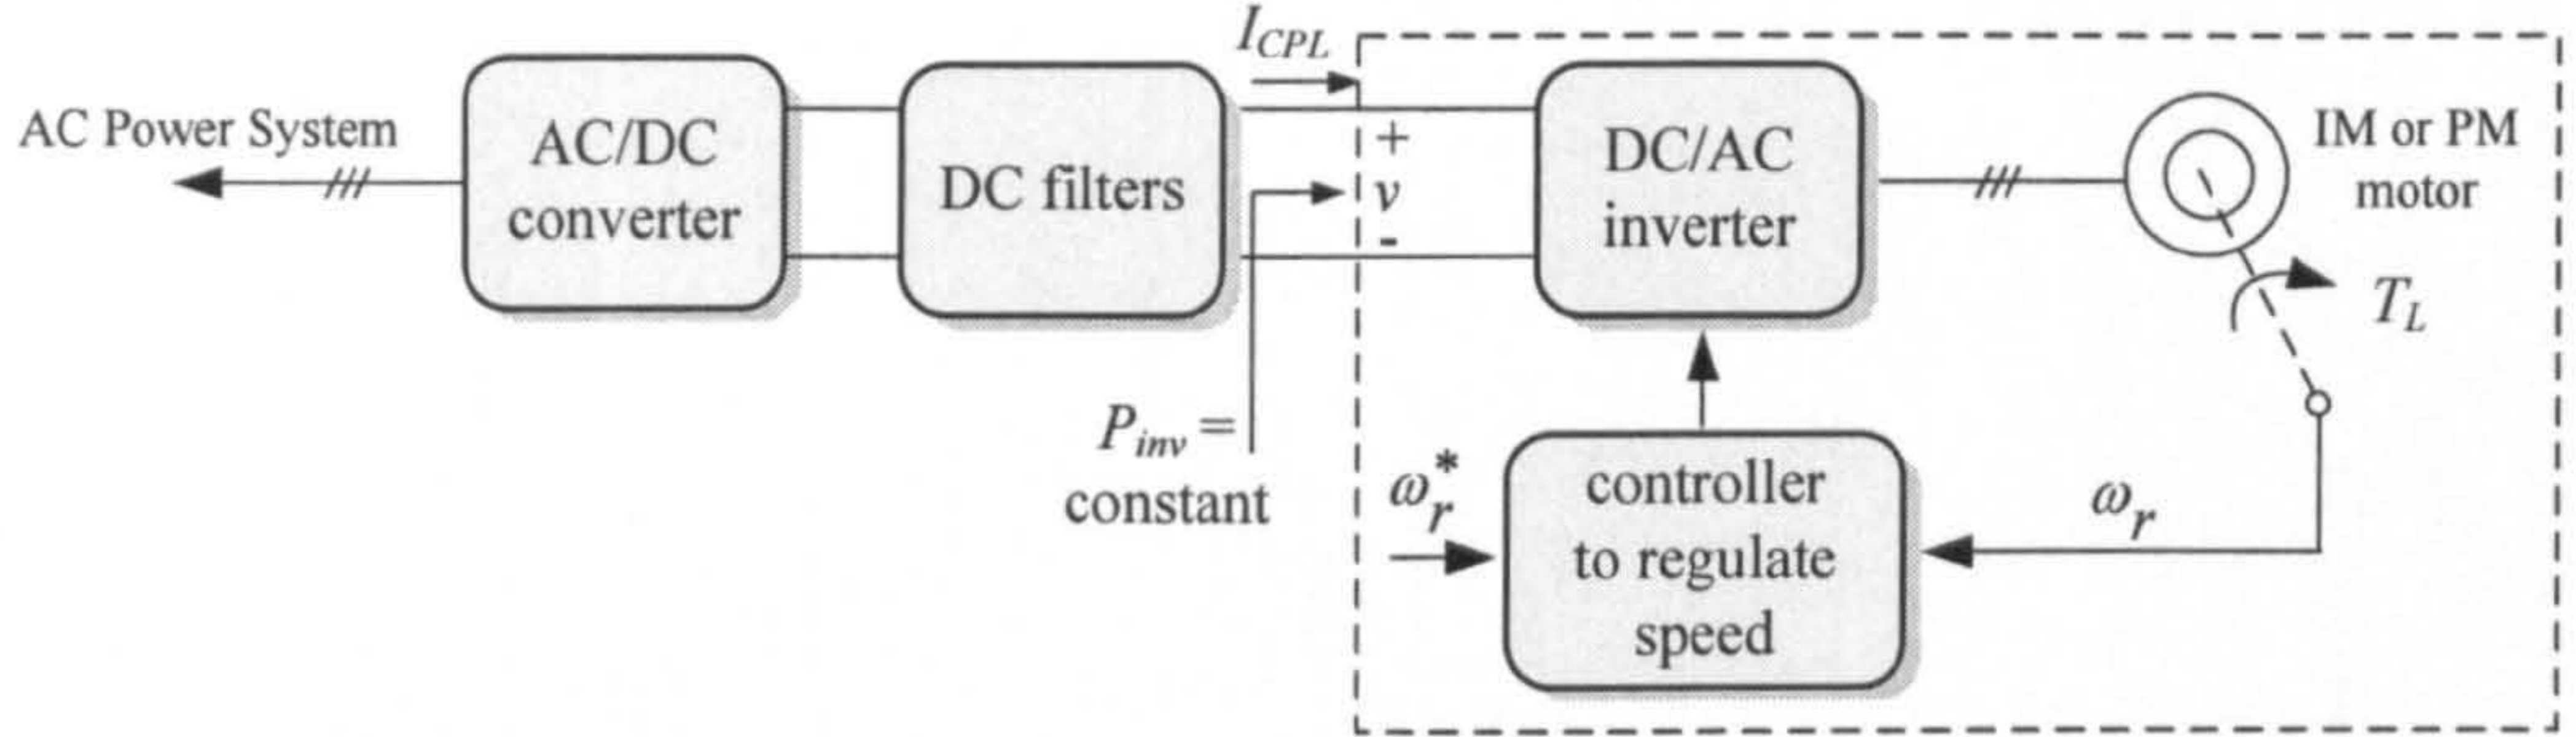 I_CPL
AC Power System
AC/DC
converter
DC filters
+
v
-
DC/AC
inverter
IM or PM
motor
T_L
P_inv =
constant
ω_r^*
controller
to regulate
speed
ω_r